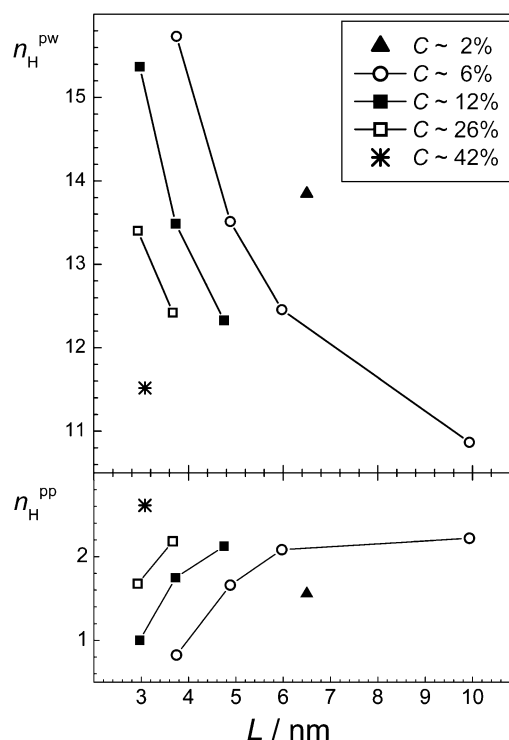 n_H^pw
C ~ 2%
C ~ 6%
C ~ 12%
C ~ 26%
C ~ 42%
15
14
13
12
11
n_H^pp
2
1
3 4 5 6 7 8 9 10
L / nm